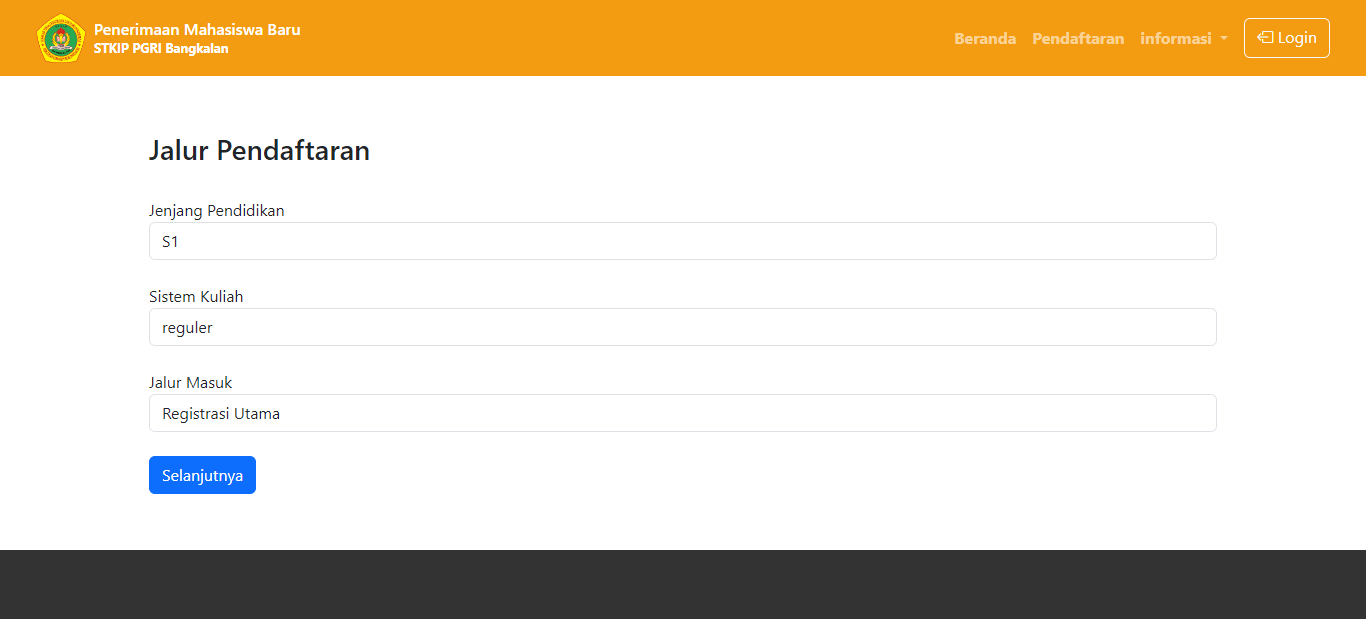 Penerimaan Mahasiswa Baru
STKIP PGRI Bangkalan
Beranda Pendaftaran informasi Login
Jalur Pendaftaran
Jenjang Pendidikan
S1
Sistem Kuliah
reguler
Jalur Masuk
Registrasi Utama
Selanjutnya